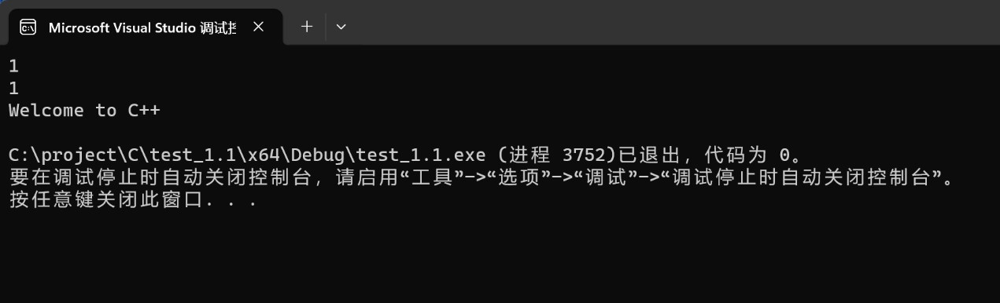 Microsoft Visual Studio 调试
1
1
Welcome to C++
C:\project\C\test_1.1\x64\Debug\test_1.1.exe (进程 3752)已退出，代码为 0。
要在调试停止时自动关闭控制台，请启用“工具”->“选项”->“调试”->“调试停止时自动关闭控制台”。
按任意键关闭此窗口. . .